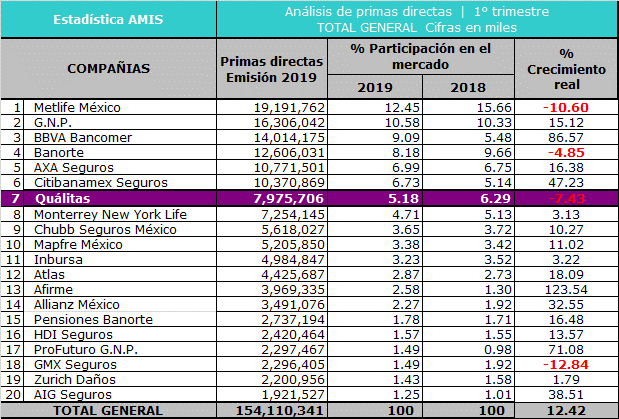 Estadística AMIS
Análisis de primas directas | 1º trimestre
TOTAL GENERAL Cifras en miles
COMPAÑIAS
Primas directas
Emisión 2019
% Participación en el
mercado
2019 2018
%
Crecimiento
real
1 Metlife México 19,191,762 12.45 15.66 -10.60
2 G.N.P. 16,306,042 10.58 10.33 15.12
3 BBVA Bancomer 14,014,175 9.09 5.48 86.57
4 Banorte 12,606,031 8.18 9.66 -4.85
5 AXA Seguros 10,771,501 6.99 6.75 16.38
6 Citibanamex Seguros 10,370,869 6.73 5.14 47.23
7 Quálitas 7,975,706 5.18 6.29 -7.43
8 Monterrey New York Life 7,254,145 4.71 5.13 3.13
9 Chubb Seguros México 5,618,027 3.65 3.72 10.27
10 Mapfre México 5,205,850 3.38 3.42 11.02
11 Inbursa 4,984,847 3.23 3.52 3.22
12 Atlas 4,425,687 2.87 2.73 18.09
13 Afirme 3,969,335 2.58 1.30 123.54
14 Allianz México 3,491,076 2.27 1.92 32.55
15 Pensiones Banorte 2,737,194 1.78 1.71 16.48
16 HDI Seguros 2,420,464 1.57 1.55 13.57
17 ProFuturo G.N.P. 2,297,467 1.49 0.98 71.08
18 GMX Seguros 2,296,405 1.49 1.92 -12.84
19 Zurich Daños 2,200,956 1.43 1.58 1.79
20 AIG Seguros 1,921,527 1.25 1.01 38.51
TOTAL GENERAL 154,110,341 100 100 12.42